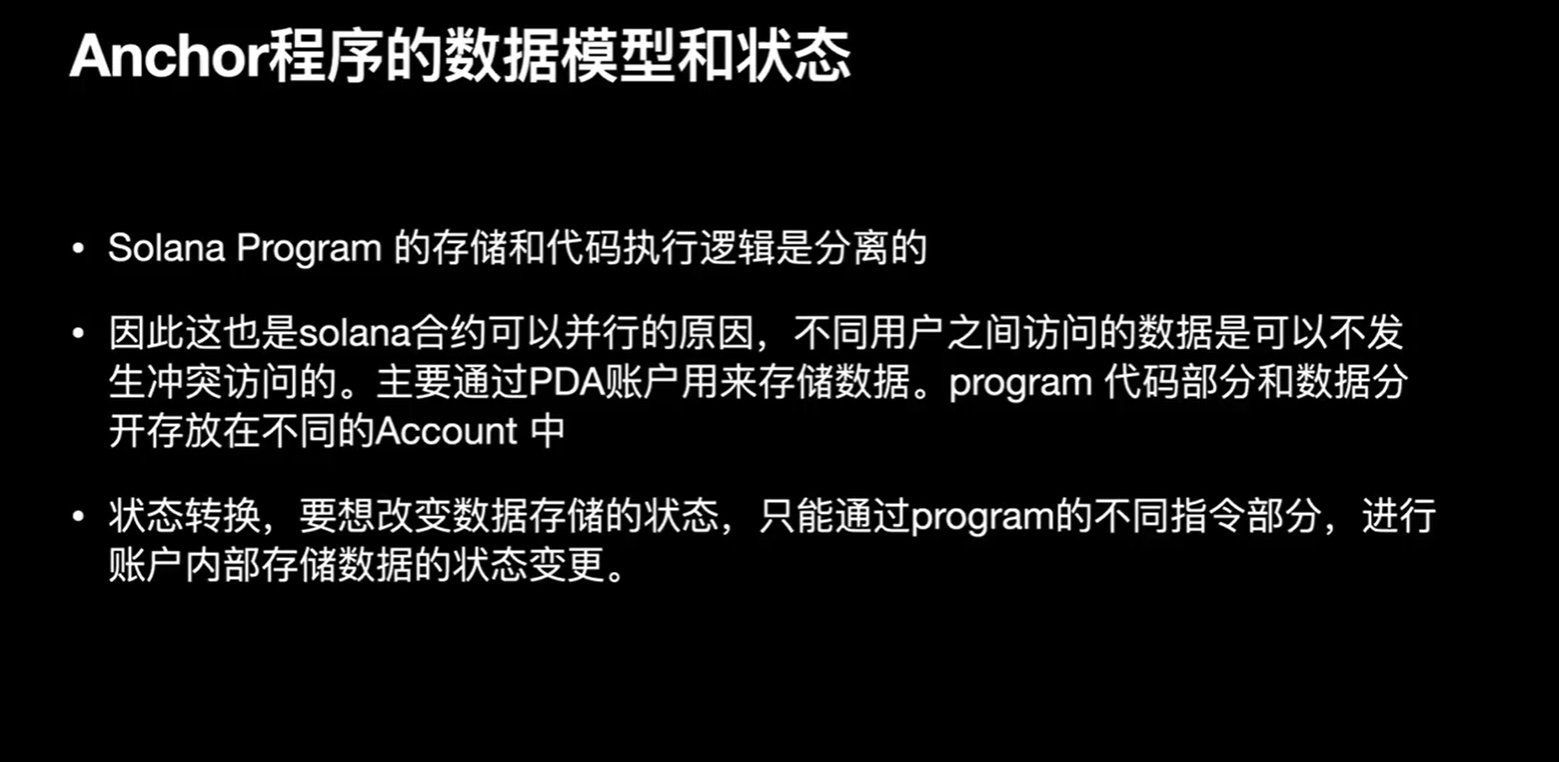 Anchor程序的数据模型和状态
• Solana Program 的存储和代码执行逻辑是分离的
• 因此这也是solana合约可以并行的原因，不同用户之间访问的数据是可以不发
生冲突访问的。主要通过PDA账户用来存储数据。program 代码部分和数据分
开存放在不同的Account 中
• 状态转换，要想改变数据存储的状态，只能通过program的不同指令部分，进行
账户内部存储数据的状态变更。